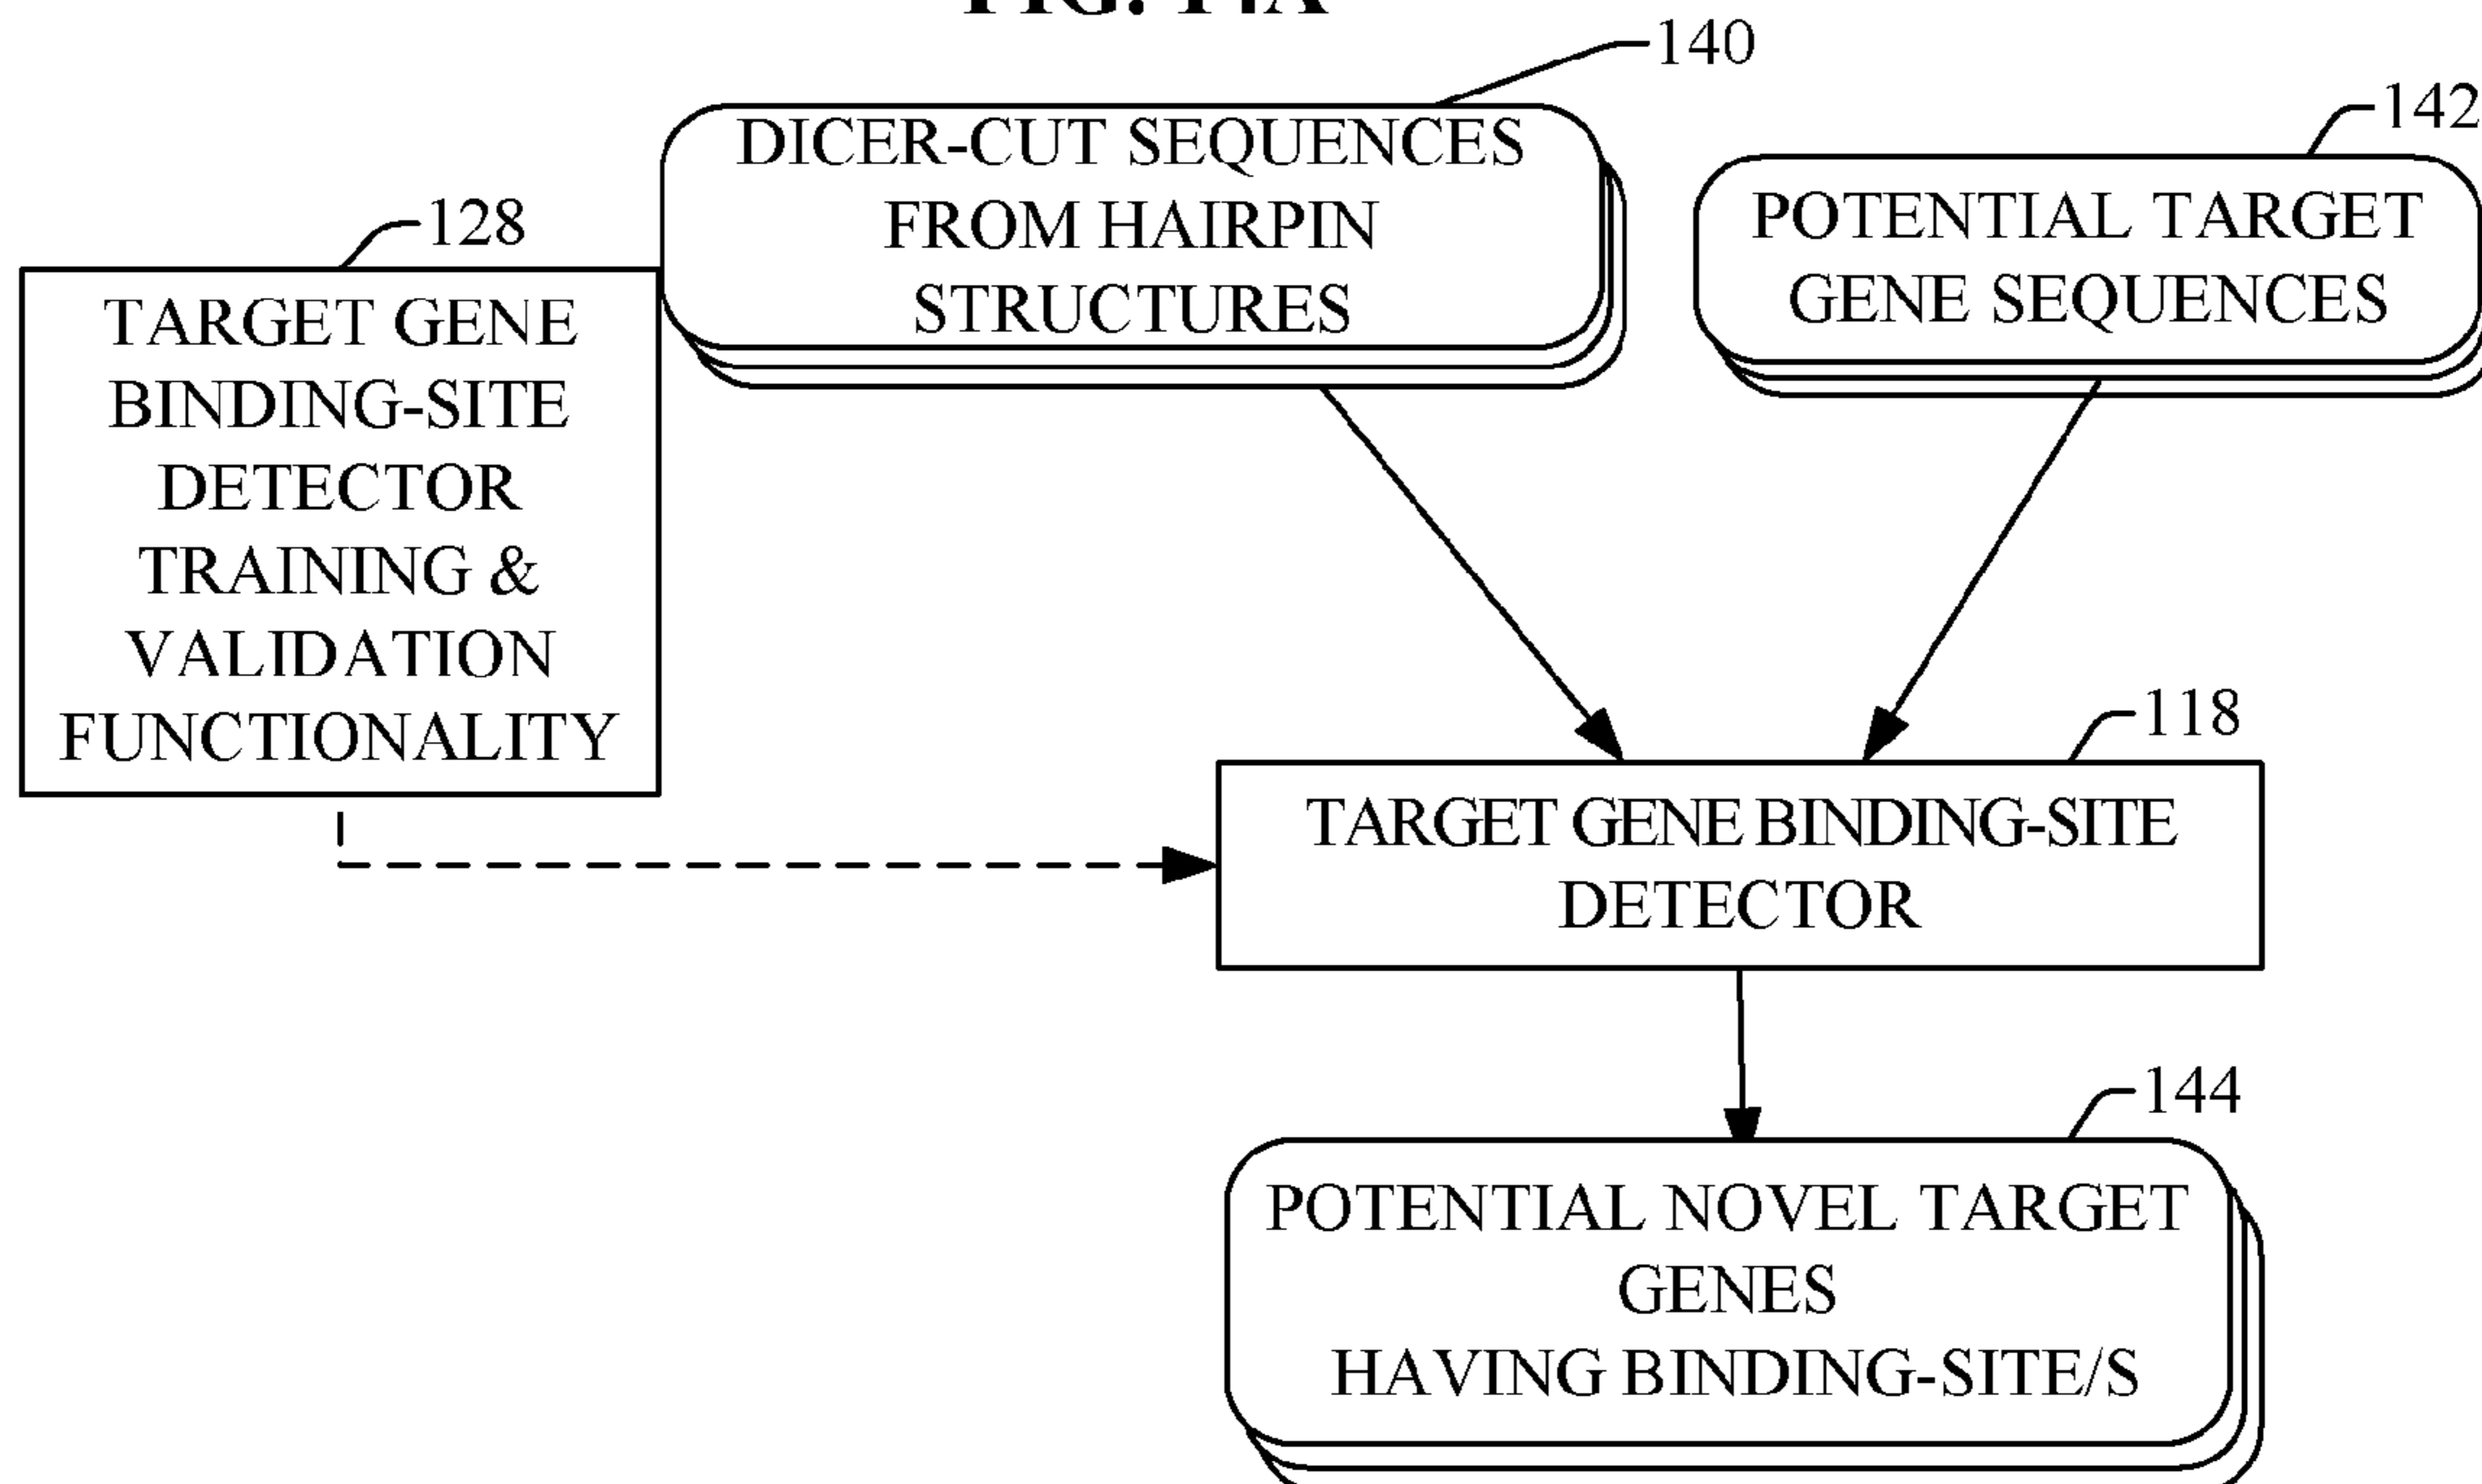 140
DICER-CUT SEQUENCES
FROM HAIRPIN
STRUCTURES
142
POTENTIAL TARGET
GENE SEQUENCES
128
TARGET GENE
BINDING-SITE
DETECTOR
TRAINING &
VALIDATION
FUNCTIONALITY
118
TARGET GENE BINDING-SITE
DETECTOR
144
POTENTIAL NOVEL TARGET
GENES
HAVING BINDING-SITE/S